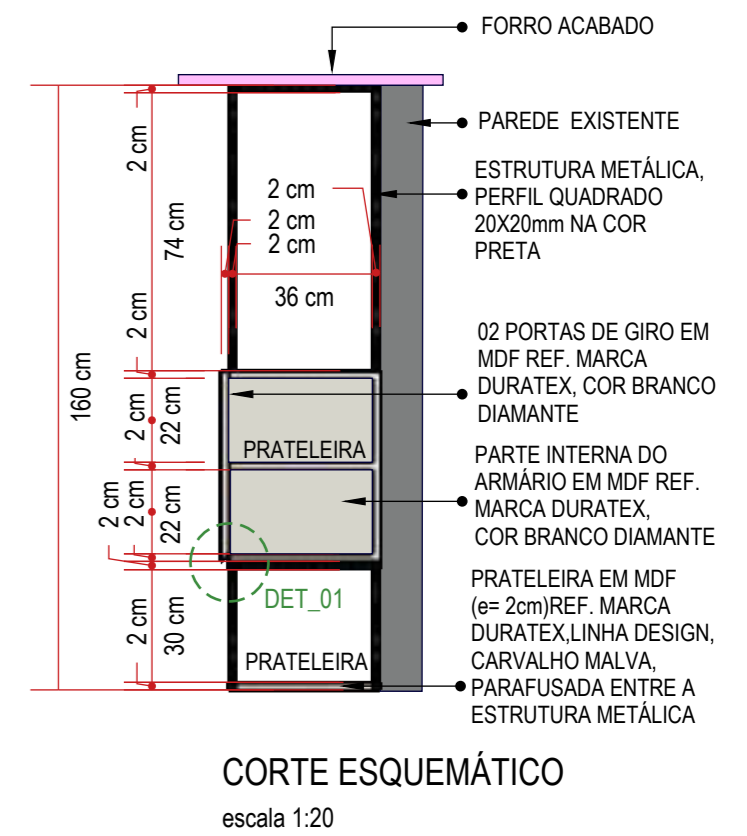 FORRO ACABADO
PAREDE EXISTENTE
ESTRUTURA METÁLICA,
PERFIL QUADRADO
20X20mm NA COR
PRETA
02 PORTAS DE GIRO EM
MDF REF. MARCA
DURATEX, COR BRANCO
DIAMANTE
PARTE INTERNA DO
ARMÁRIO EM MDF REF.
MARCA DURATEX,
COR BRANCO DIAMANTE
PRATELEIRA EM MDF
(e= 2cm)REF. MARCA
DURATEX,LINHA DESIGN,
CARVALHO MALVA,
PARAFUSADA ENTRE A
ESTRUTURA METÁLICA
160 cm
2 cm
74 cm
2 cm
22 cm
2 cm
22 cm
2 cm
2 cm
30 cm
2 cm
2 cm
2 cm
2 cm
36 cm
PRATELEIRA
DET_01
PRATELEIRA
CORTE ESQUEMÁTICO
escala 1:20